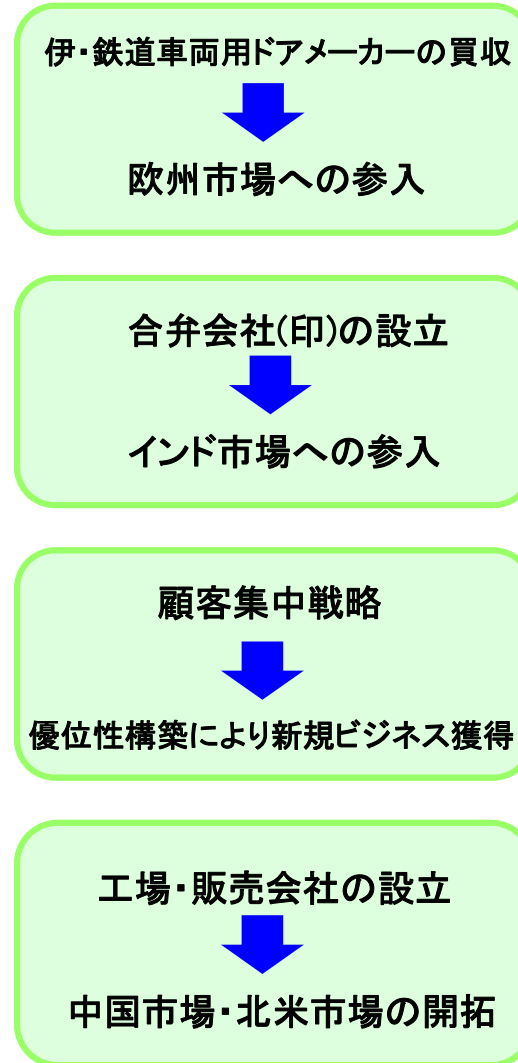 伊・鉄道車両用ドアメーカーの買収
欧州市場への参入
合弁会社(印)の設立
インド市場への参入
顧客集中戦略
優位性構築により新規ビジネス獲得
工場・販売会社の設立
中国市場・北米市場の開拓